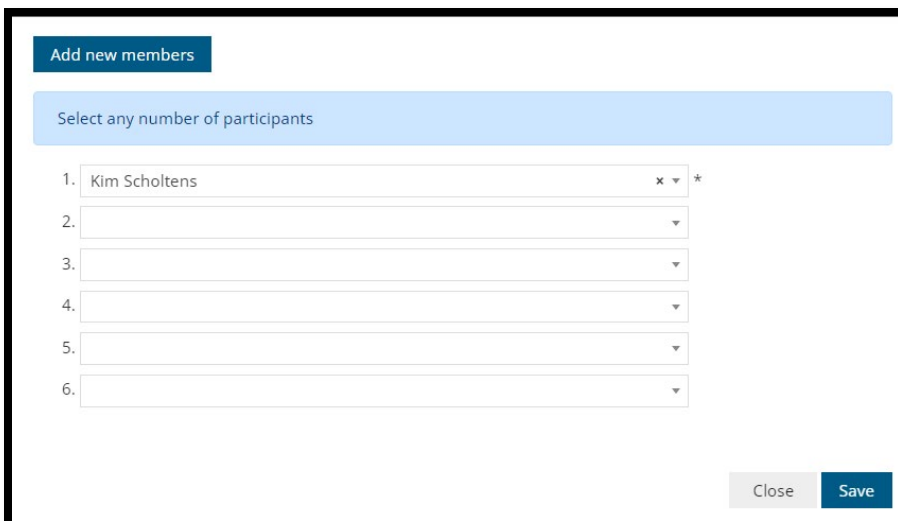 Add new members
Select any number of participants
1. Kim Scholtens x *
2.
3.
4.
5.
6.
Close Save